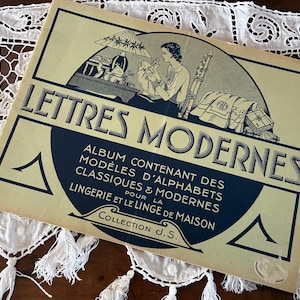 LETTRES MODERNES
ALBUM CONTENANT DES
MODÈLES D'ALPHABETS
CLASSIQUES & MODERNES
POUR LA
LINGERIE ET LE LINGE DE MAISON
COLLECTION d.S